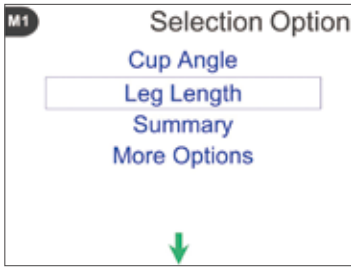 M1
Selection Option
Cup Angle
Leg Length
Summary
More Options